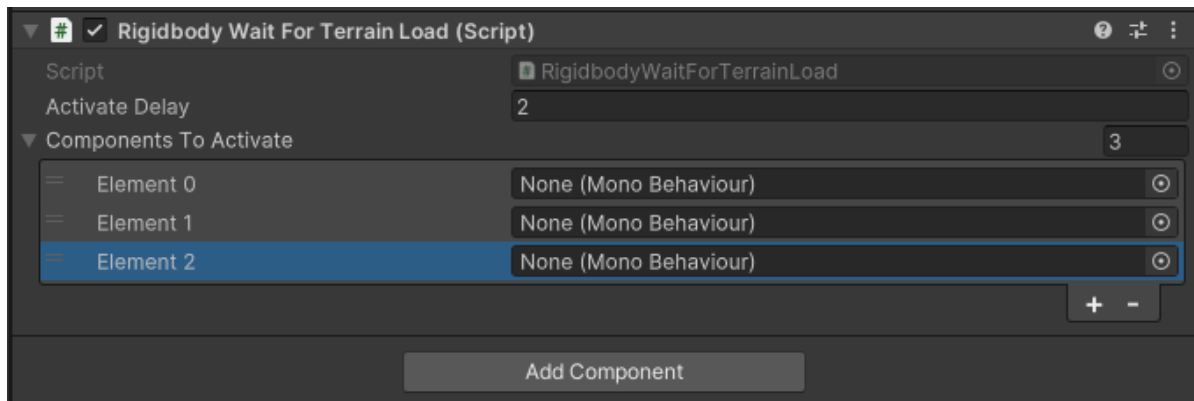 # Rigidbody Wait For Terrain Load (Script)
Script # RigidbodyWaitForTerrainLoad
Activate Delay 2
Components To Activate 3
Element 0 None (Mono Behaviour)
Element 1 None (Mono Behaviour)
Element 2 None (Mono Behaviour)
+ -
Add Component